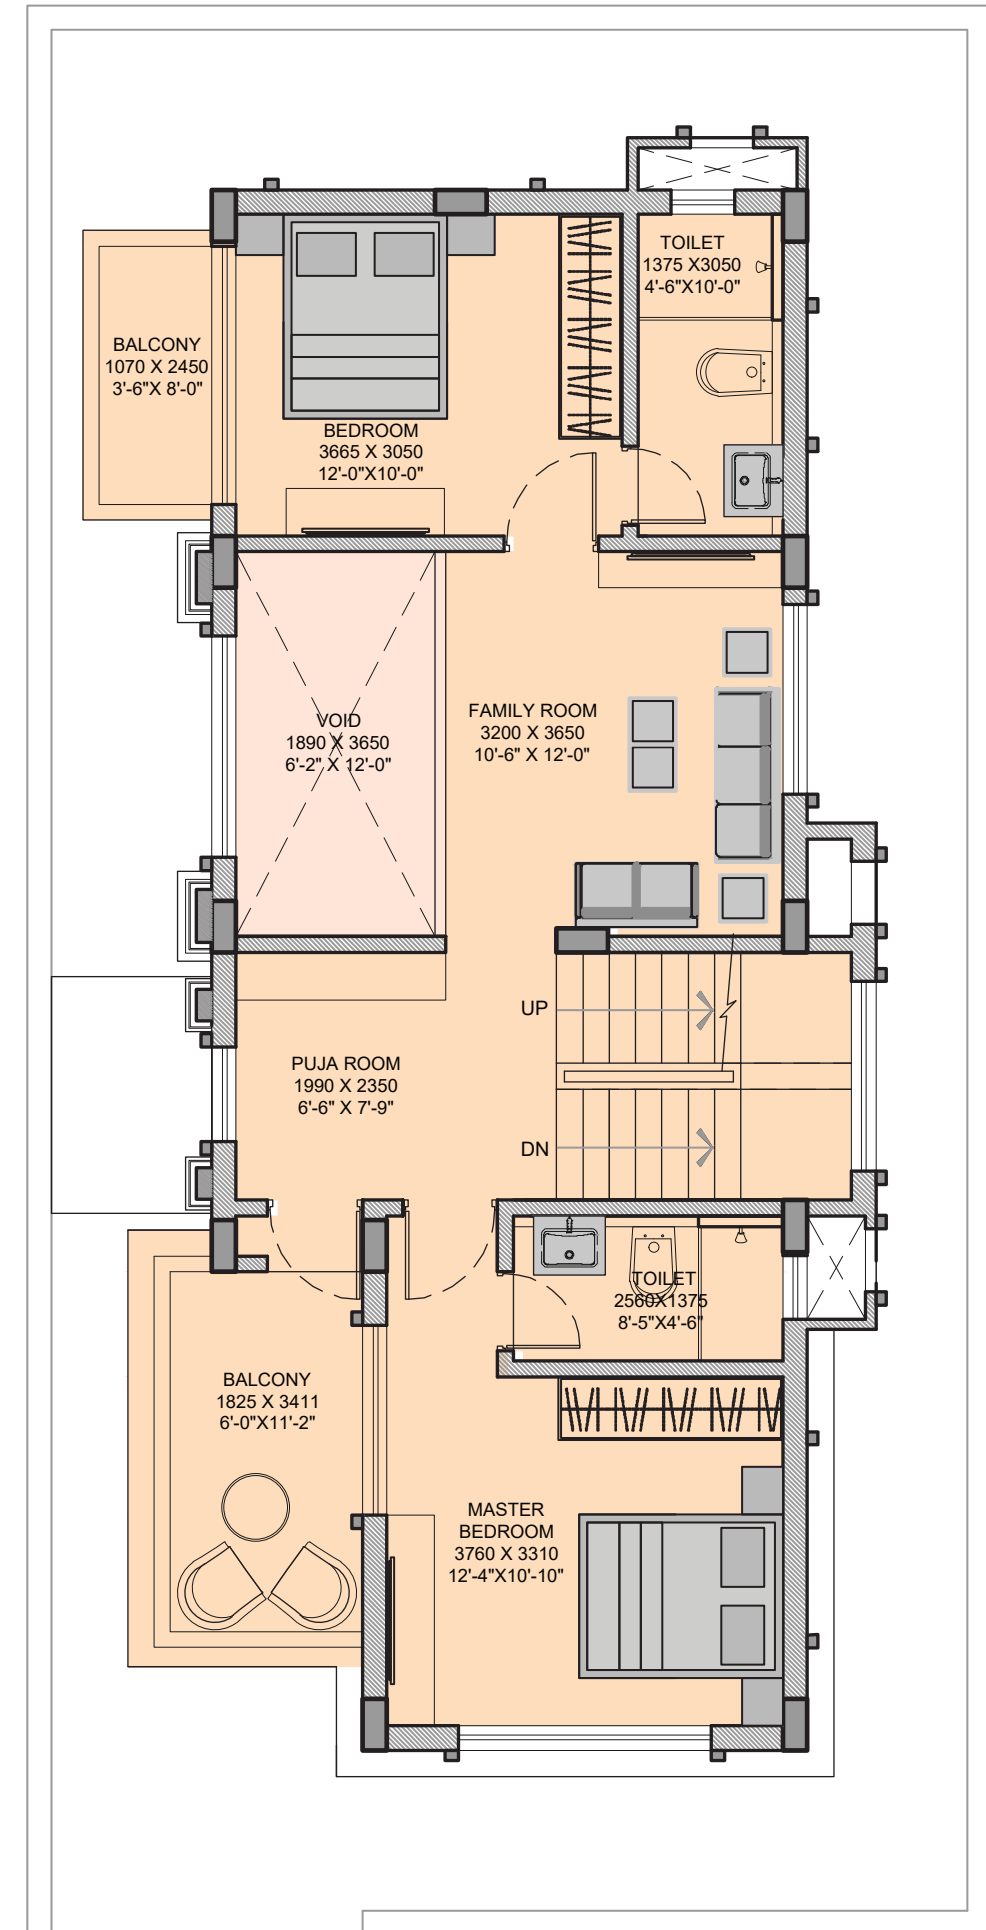 TOILET
1375 X3050
4'-6"X10'-0"
BALCONY
1070 X 2450
3'-6"X 8'-0"
BEDROOM
3665 X 3050
12'-0"X10'-0"
VOID
1890 X 3650
6'-2" X 12'-0"
FAMILY ROOM
3200 X 3650
10'-6" X 12'-0"
UP
PUJA ROOM
1990 X 2350
6'-6" X 7'-9"
DN
TOILET
2560X1375
8'-5"X4'-6"
BALCONY
1825 X 3411
6'-0"X11'-2"
MASTER
BEDROOM
3760 X 3310
12'-4"X10'-10"